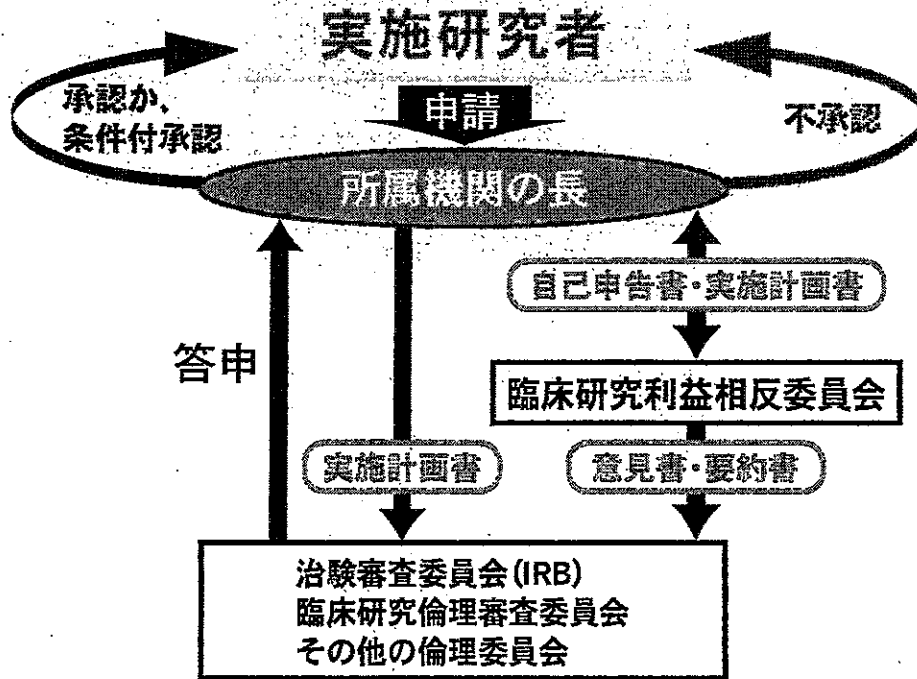 実施研究者
承認か、
条件付承認
申請
不承認
所属機関の長
自己申告書・実施計画書
答申
臨床研究利益相反委員会
実施計画書
意見書・要約書
治験審査委員会(IRB)
臨床研究倫理審査委員会
その他の倫理委員会